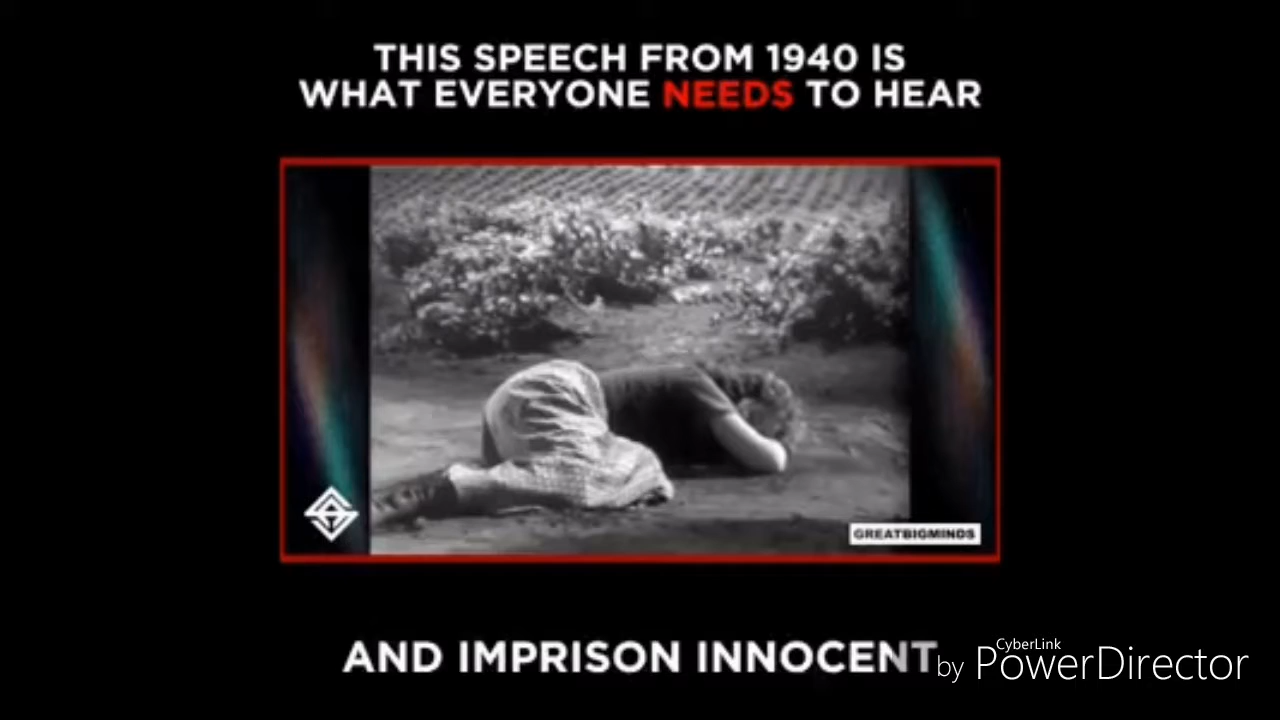 THIS SPEECH FROM 1940 IS
WHAT EVERYONE NEEDS TO HEAR
GREATBIGMINDS
AND IMPRISON INNOCENT
CyberLink
by PowerDirector